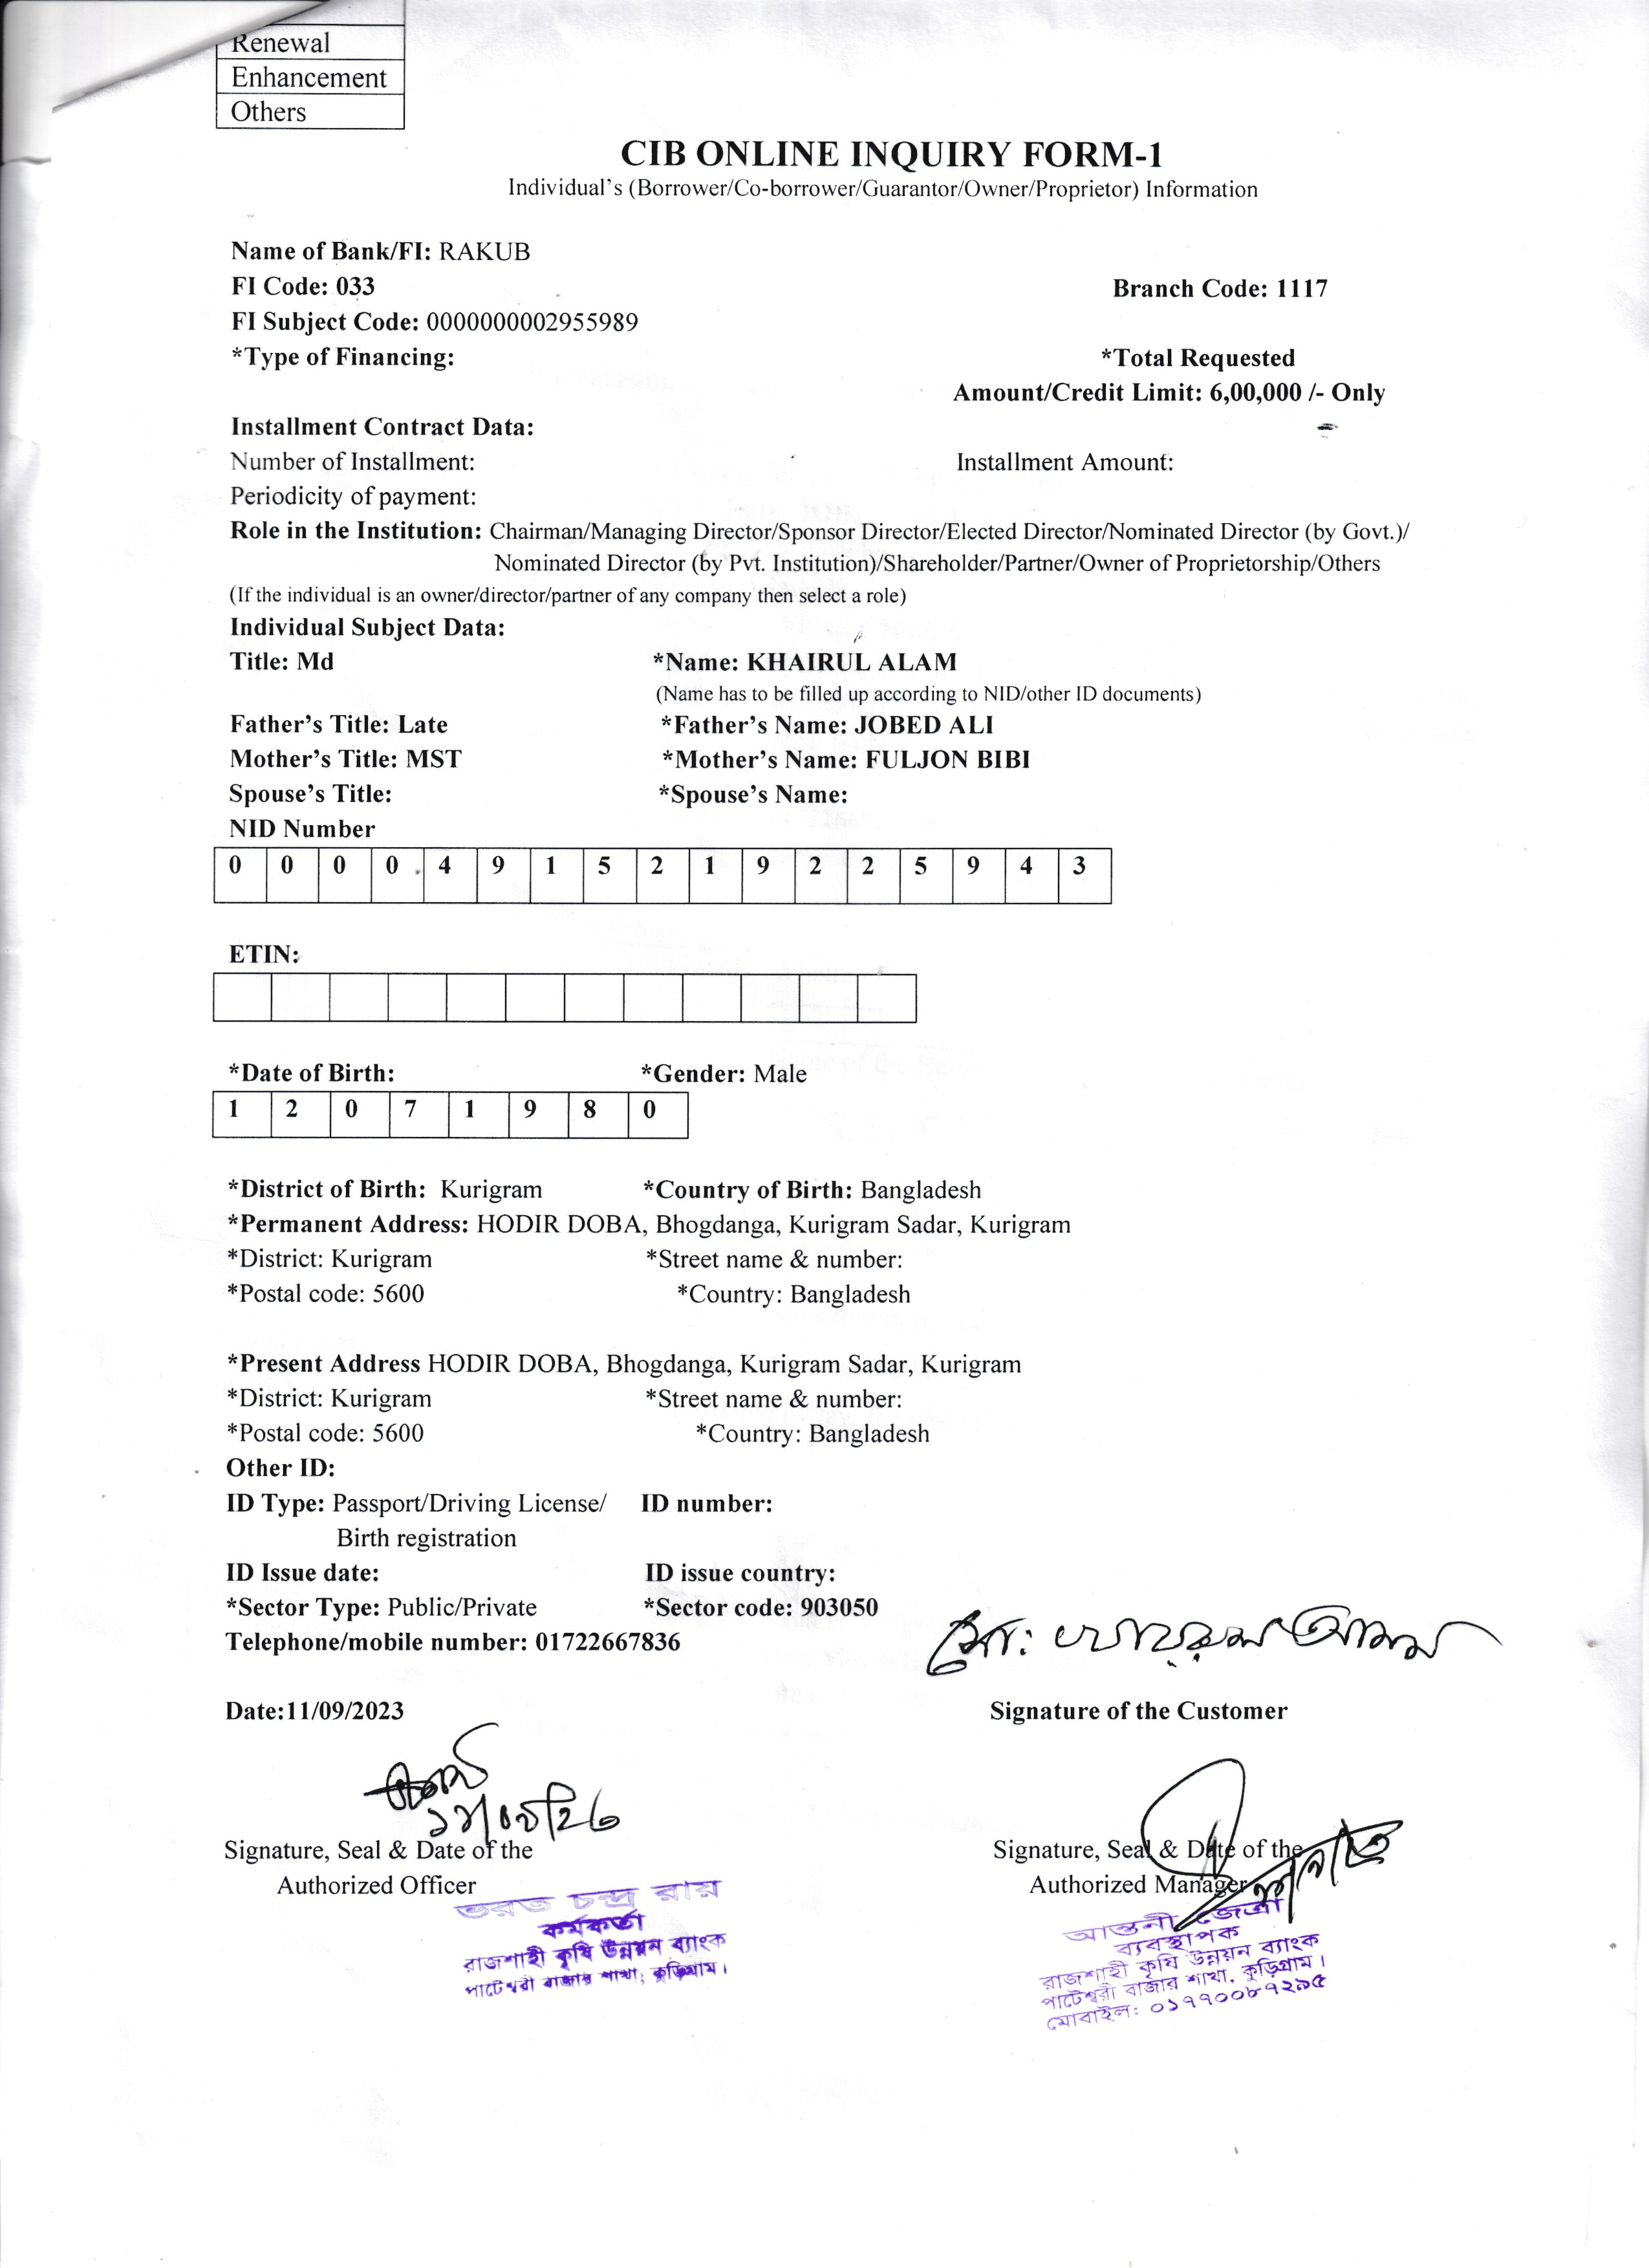 Renewal
Enhancement
Others
CIB ONLINE INQUIRY FORM-1
Individual's (Borrower/Co-borrower/Guarantor/Owner/Proprietor) Information
Name of Bank/FI: RAKUB
FI Code: 033 Branch Code: 1117
FI Subject Code: 0000000002955989
*Type of Financing: *Total Requested
Amount/Credit Limit: 6,00,000 /- Only
Installment Contract Data:
Number of Installment: Installment Amount:
Periodicity of payment:
Role in the Institution: Chairman/Managing Director/Sponsor Director/Elected Director/Nominated Director (by Govt.)/
Nominated Director (by Pvt. Institution)/Shareholder/Partner/Owner of Proprietorship/Others
(If the individual is an owner/director/partner of any company then select a role)
Individual Subject Data:
Title: Md *Name: KHAIRUL ALAM
(Name has to be filled up according to NID/other ID documents)
Father's Title: Late *Father's Name: JOBED ALI
Mother's Title: MST *Mother's Name: FULJON BIBI
Spouse's Title: *Spouse's Name:
NID Number
0 0 0 0 4 9 1 5 2 1 9 2 2 5 9 4 3
ETIN:
*Date of Birth: *Gender: Male
1 2 0 7 1 9 8 0
*District of Birth: Kurigram *Country of Birth: Bangladesh
*Permanent Address: HODIR DOBA, Bhogdanga, Kurigram Sadar, Kurigram
*District: Kurigram *Street name & number:
*Postal code: 5600 *Country: Bangladesh
*Present Address HODIR DOBA, Bhogdanga, Kurigram Sadar, Kurigram
*District: Kurigram *Street name & number:
*Postal code: 5600 *Country: Bangladesh
Other ID:
ID Type: Passport/Driving License/ ID number:
Birth registration
ID Issue date: ID issue country:
*Sector Type: Public/Private *Sector code: 903050
Telephone/mobile number: 01722667836 মো: খায়রুল আলম
Date:11/09/2023 Signature of the Customer
Signature, Seal & Date of the Signature, Seal & Date of the
Authorized Officer Authorized Manager
ভরত চন্দ্র রায়
কর্মকর্তা
রাজশাহী কৃষি উন্নয়ন ব্যাংক
পাটেশ্বরী বাজার শাখা, কুড়িগ্রাম।
ব্যবস্থাপক
রাজশাহী কৃষি উন্নয়ন ব্যাংক
পাটেশ্বরী বাজার শাখা, কুড়িগ্রাম।
মোবাইল: ০১৭৭০০৮৭২৯৫